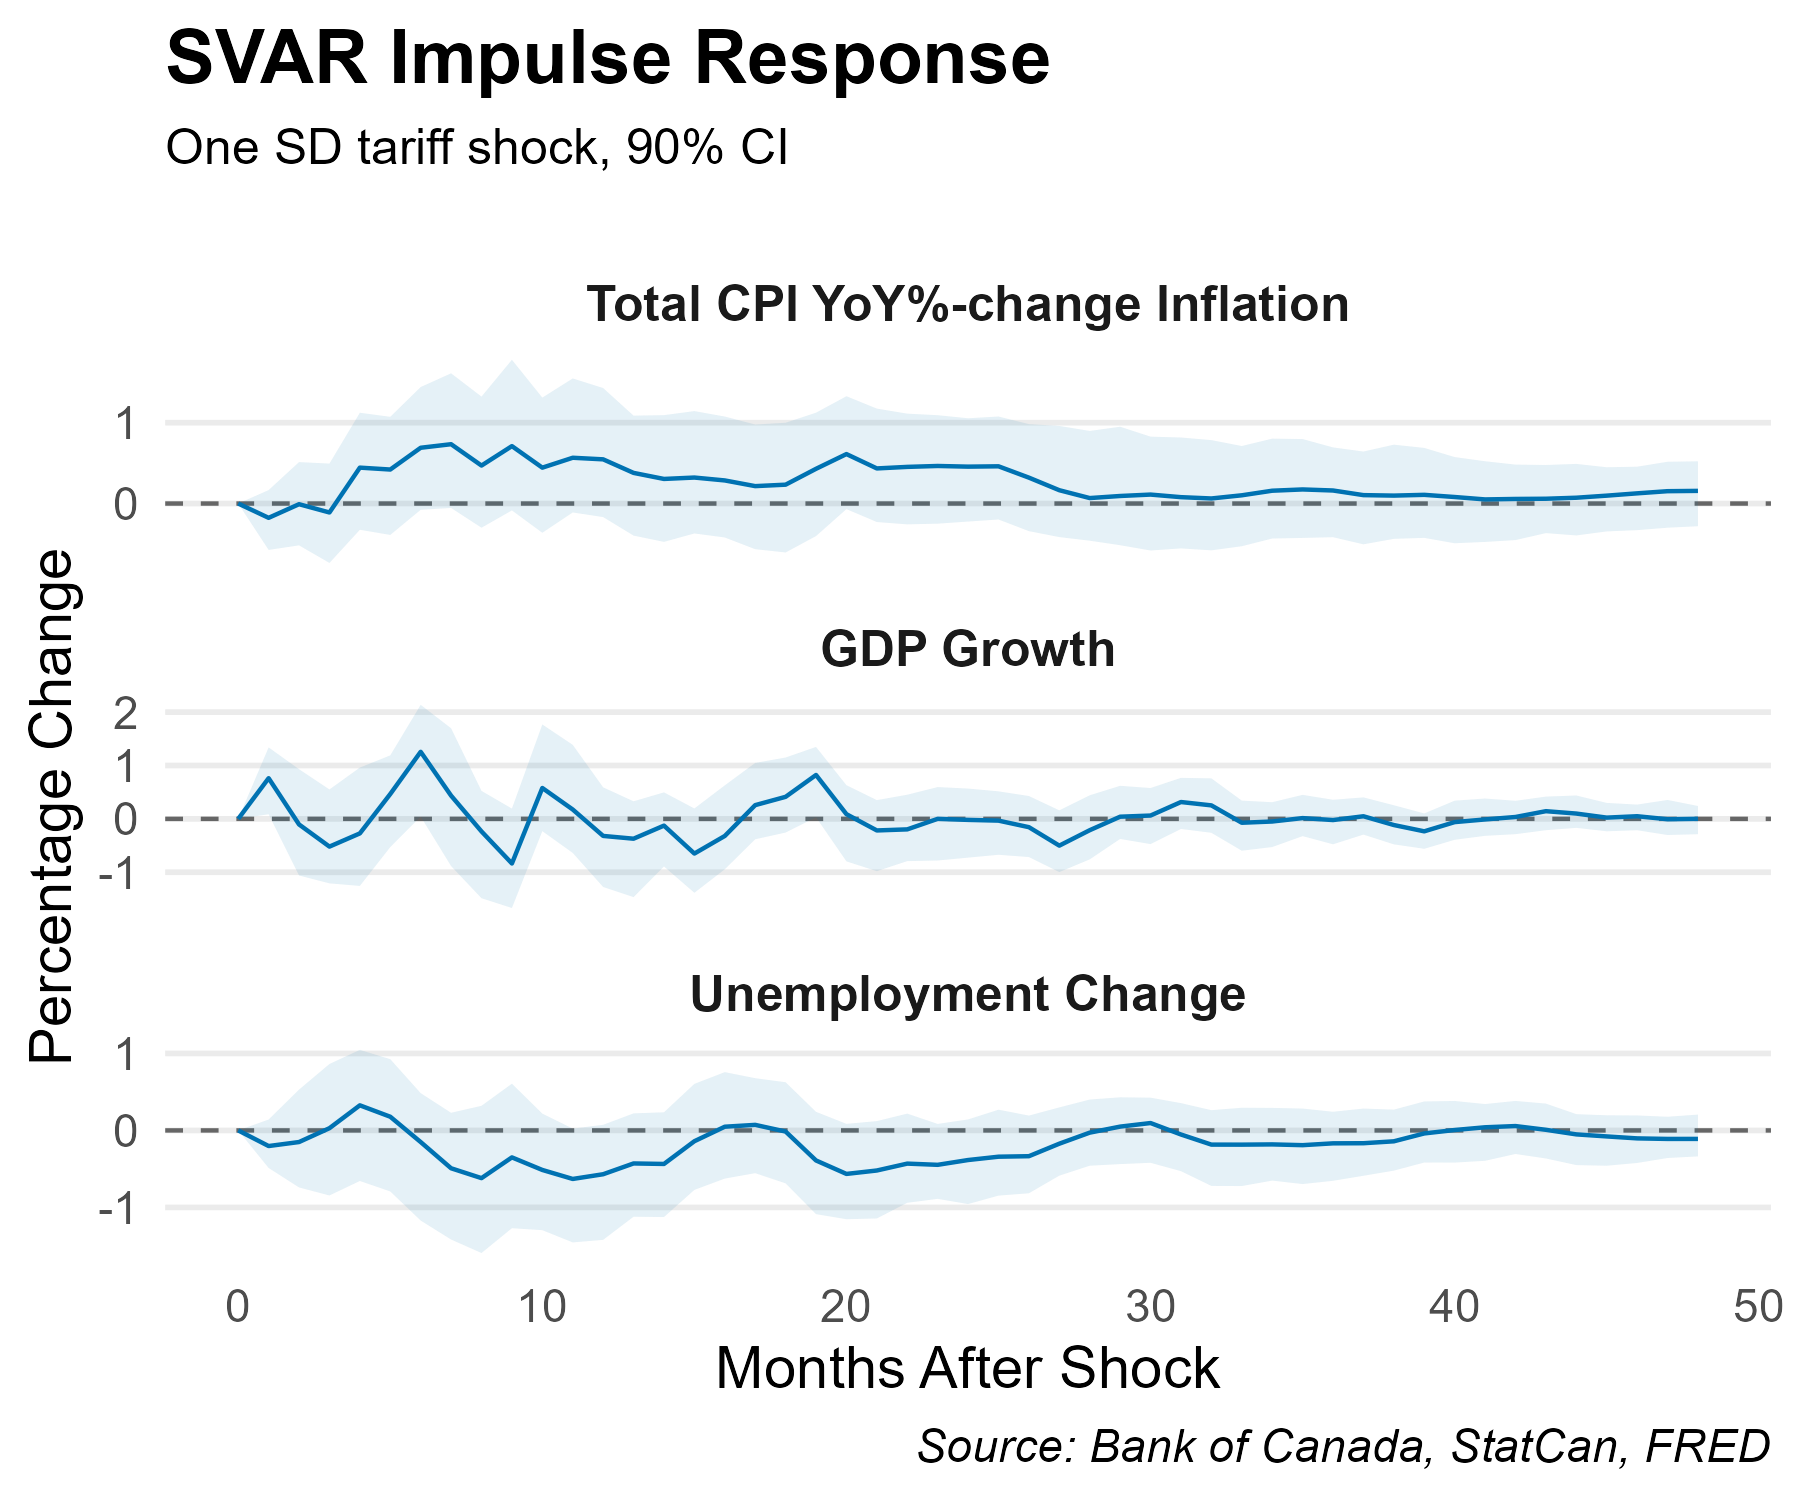 SVAR Impulse Response
One SD tariff shock, 90% CI
Total CPI YoY%-change Inflation
1
0
GDP Growth
2
1
0
-1
Unemployment Change
1
0
-1
Percentage Change
0 10 20 30 40 50
Months After Shock
Source: Bank of Canada, StatCan, FRED